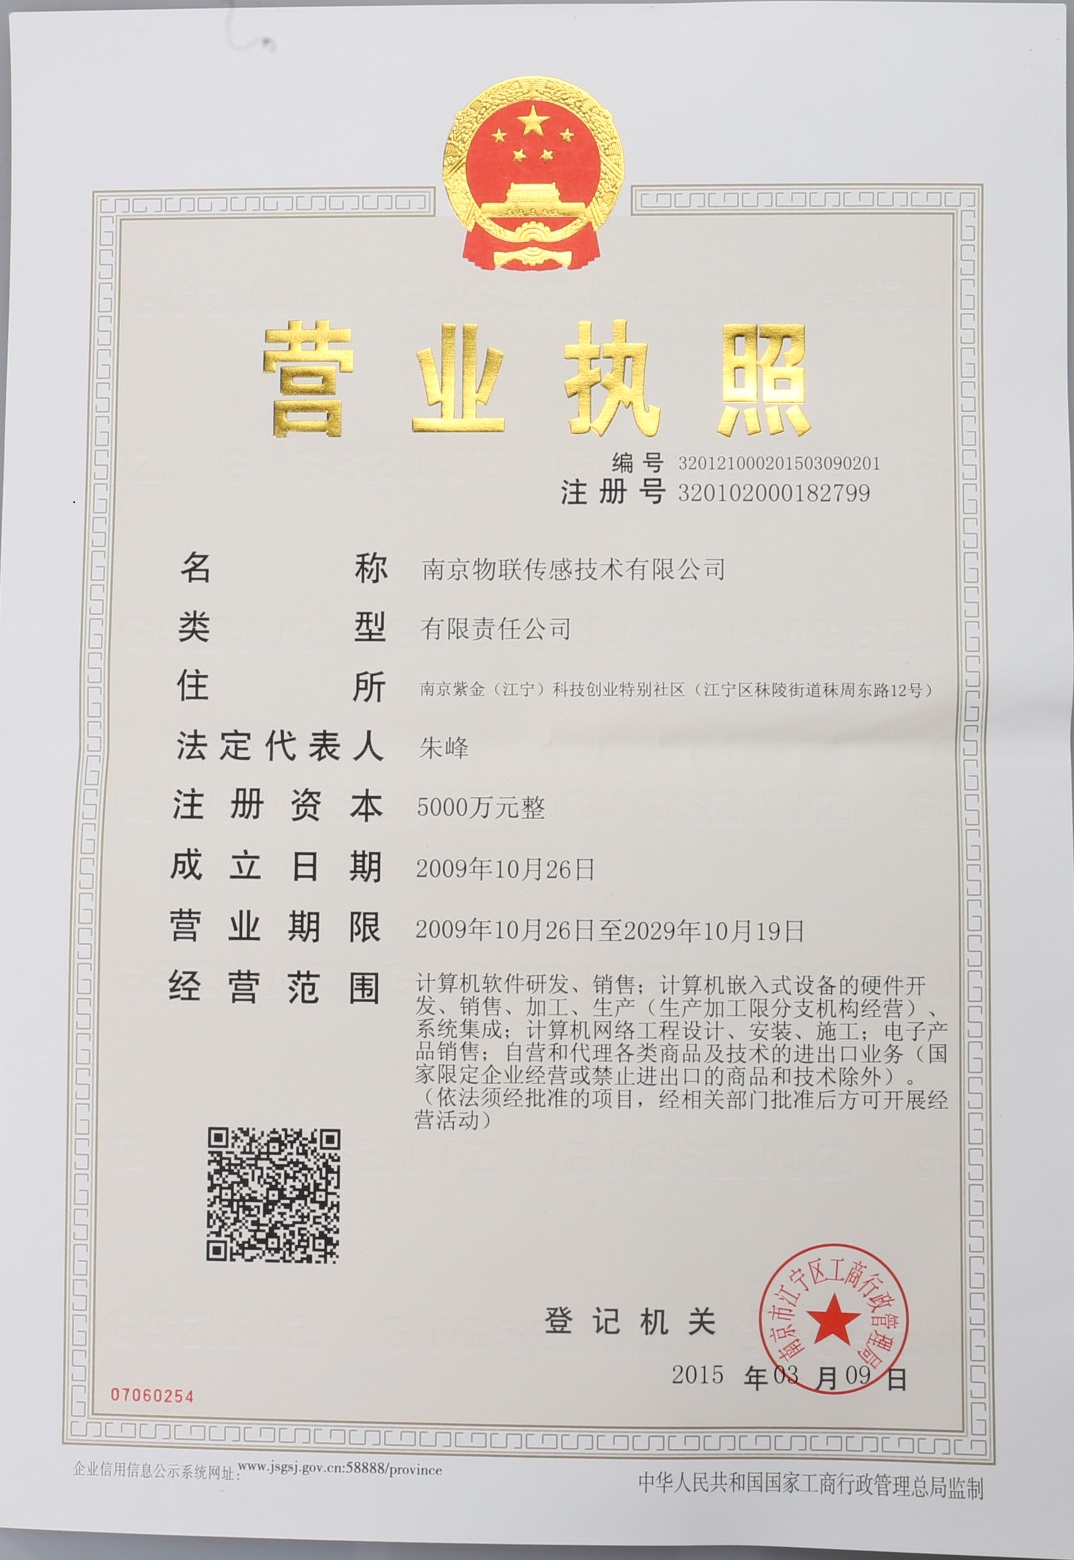 营业执照
编号 320121000201503090201
注册号 320102000182799
名称 南京物联传感技术有限公司
类型 有限责任公司
住所 南京紫金（江宁）科技创业特别社区（江宁区秣陵街道秣周东路12号）
法定代表人 朱峰
注册资本 5000万元整
成立日期 2009年10月26日
营业期限 2009年10月26日至2029年10月19日
经营范围 计算机软件研发、销售；计算机嵌入式设备的硬件开
发、销售、加工、生产（生产加工限分支机构经营）、
系统集成；计算机网络工程设计、安装、施工；电子产
品销售；自营和代理各类商品及技术的进出口业务（国
家限定企业经营或禁止进出口的商品和技术除外）。
（依法须经批准的项目，经相关部门批准后方可开展经
营活动）
南京市江宁区工商行政管理局
登记机关
2015 年 03 月 09 日
07060254
企业信用信息公示系统网址：www.jsgsj.gov.cn:58888/province
中华人民共和国国家工商行政管理总局监制